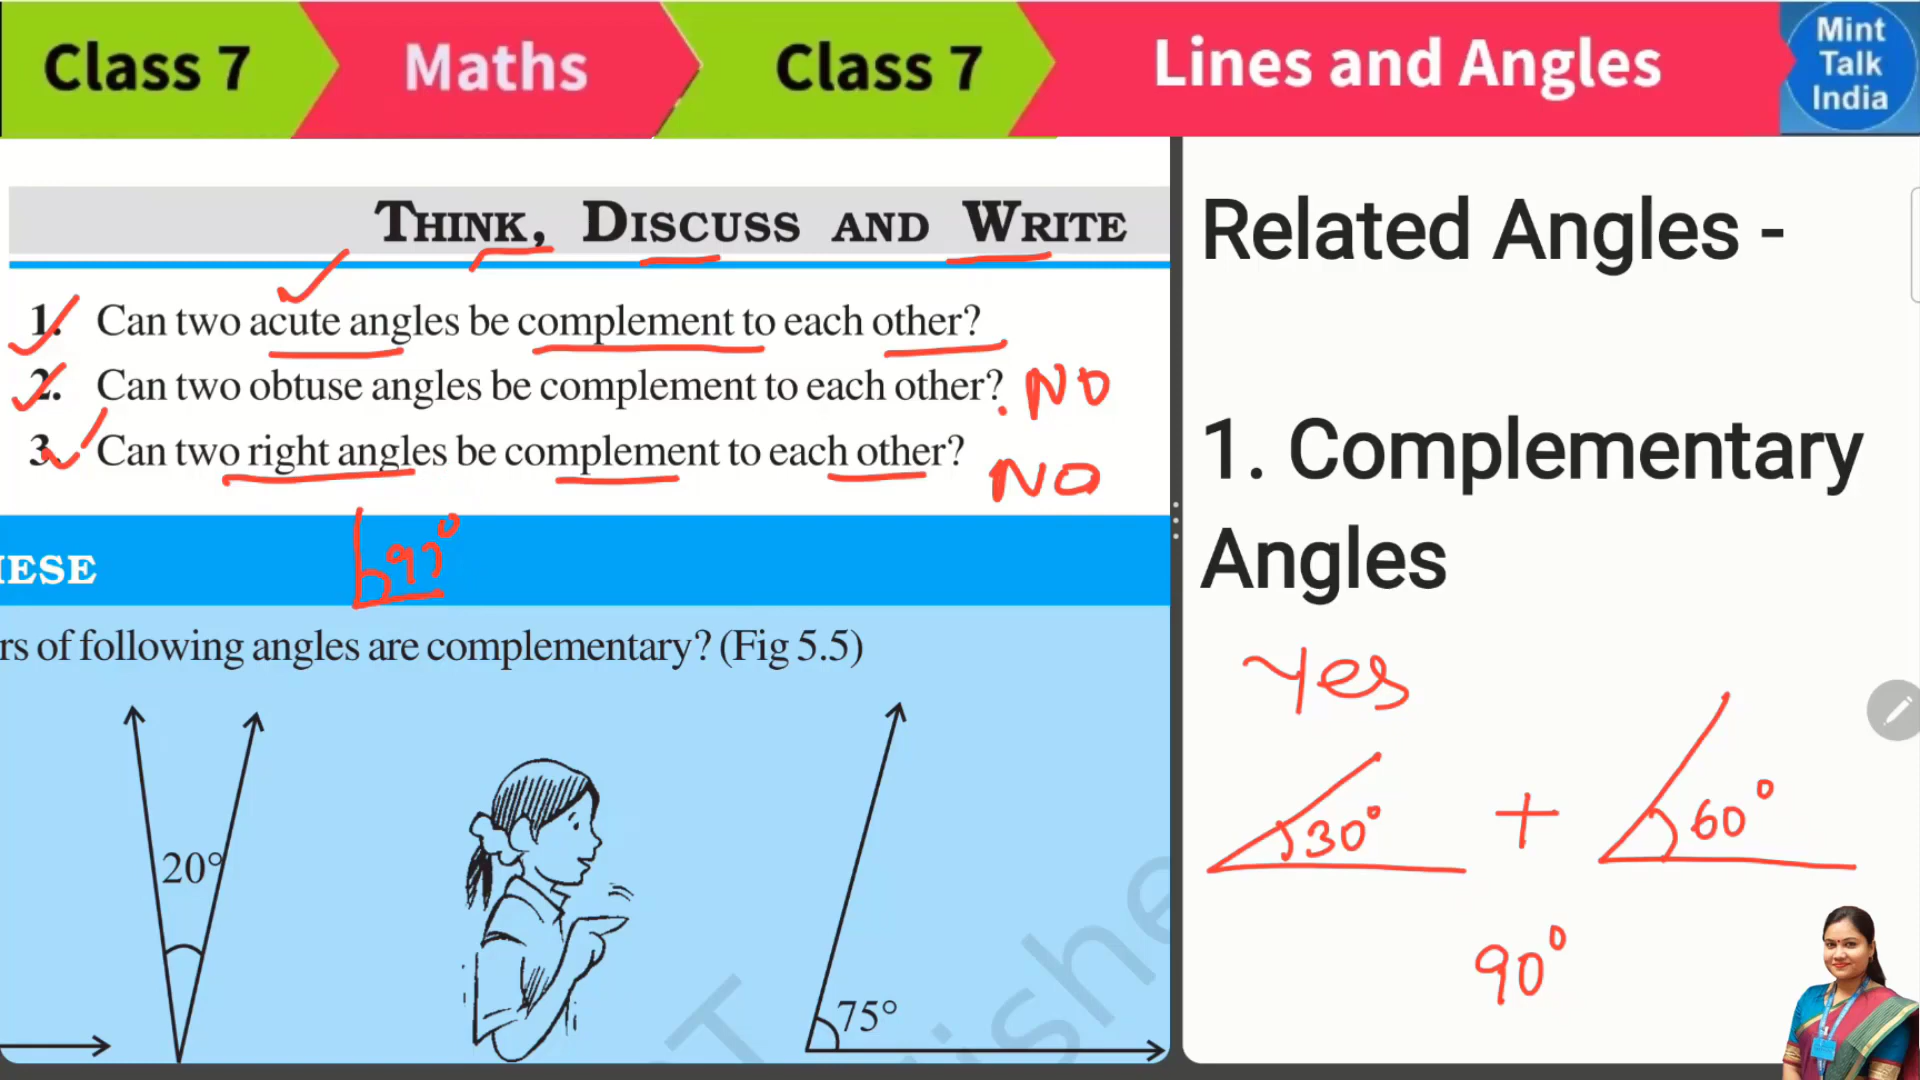 Class 7
Maths
Class 7
Lines and Angles
Mint
Talk
India
THINK, DISCUSS AND WRITE
1. Can two acute angles be complement to each other?
2. Can two obtuse angles be complement to each other? NO
3. Can two right angles be complement to each other? NO
90°
IESE
rs of following angles are complementary? (Fig 5.5)
20°
75°
Related Angles -
1. Complementary
Angles
Yes
30° + 60°
90°